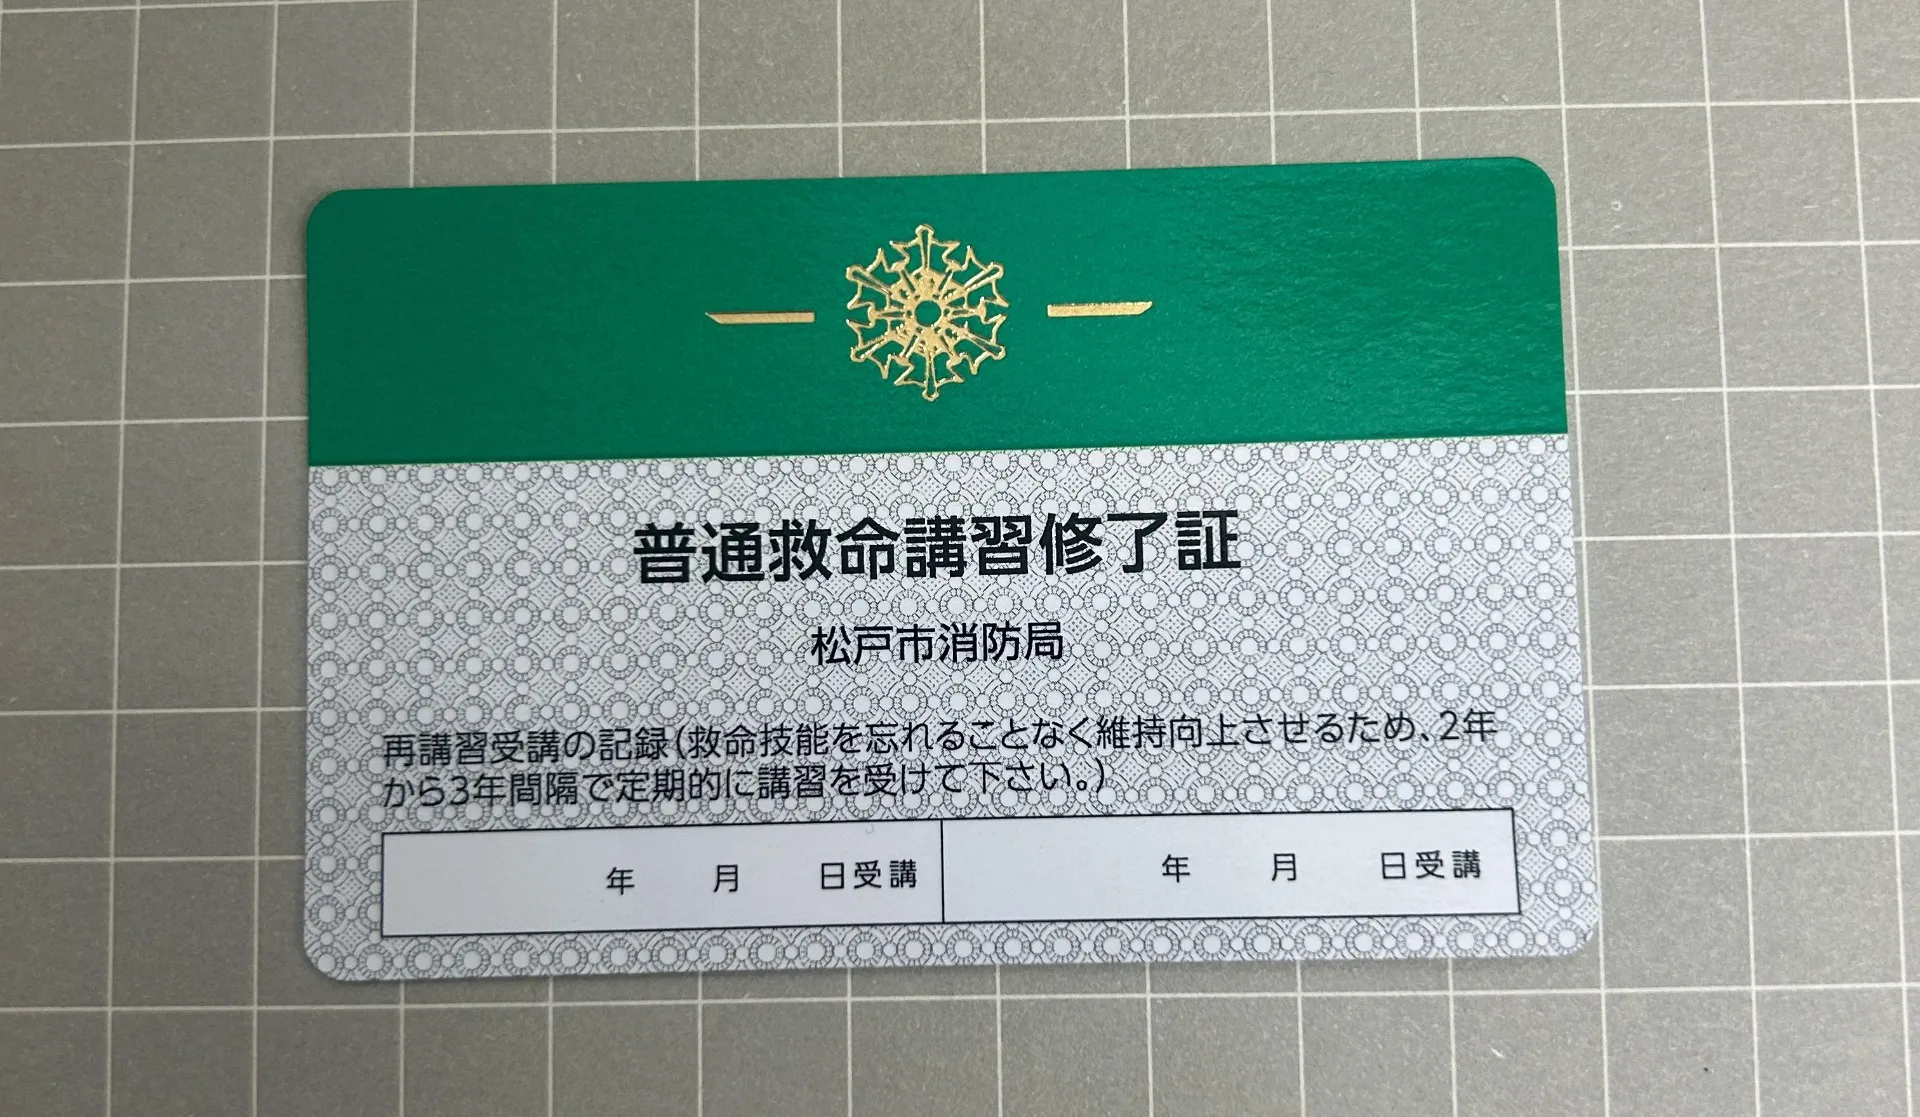 普通救命講習修了証
松戸市消防局
再講習受講の記録(救命技能を忘れることなく維持向上させるため、2年
から3年間隔で定期的に講習を受けて下さい。)
年 月 日受講 年 月 日受講